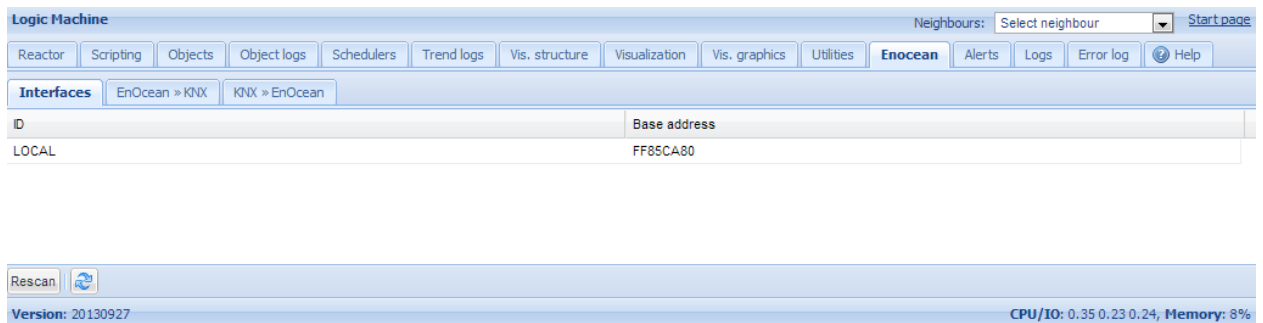 Logic Machine Neighbours: Select neighbour Start page
Reactor Scripting Objects Object logs Schedulers Trend logs Vis. structure Visualization Vis. graphics Utilities Enocean Alerts Logs Error log Help
Interfaces EnOcean » KNX KNX » EnOcean
ID Base address
LOCAL FF85CA80
Rescan
Version: 20130927 CPU/IO: 0.35 0.23 0.24, Memory: 8%